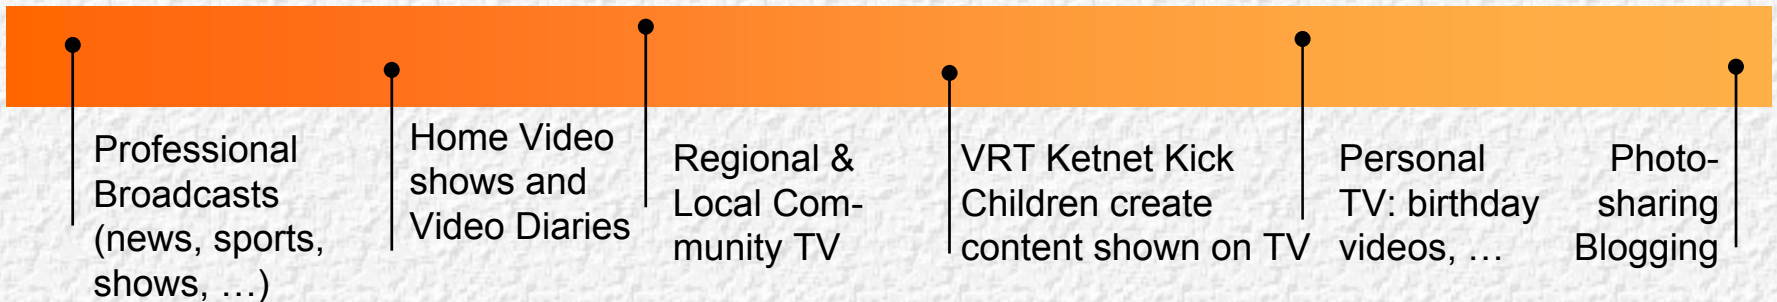 Professional
Broadcasts
(news, sports,
shows, …)
Home Video
shows and
Video Diaries
Regional &
Local Com-
munity TV
VRT Ketnet Kick
Children create
content shown on TV
Personal
TV: birthday
videos, …
Photo-
sharing
Blogging